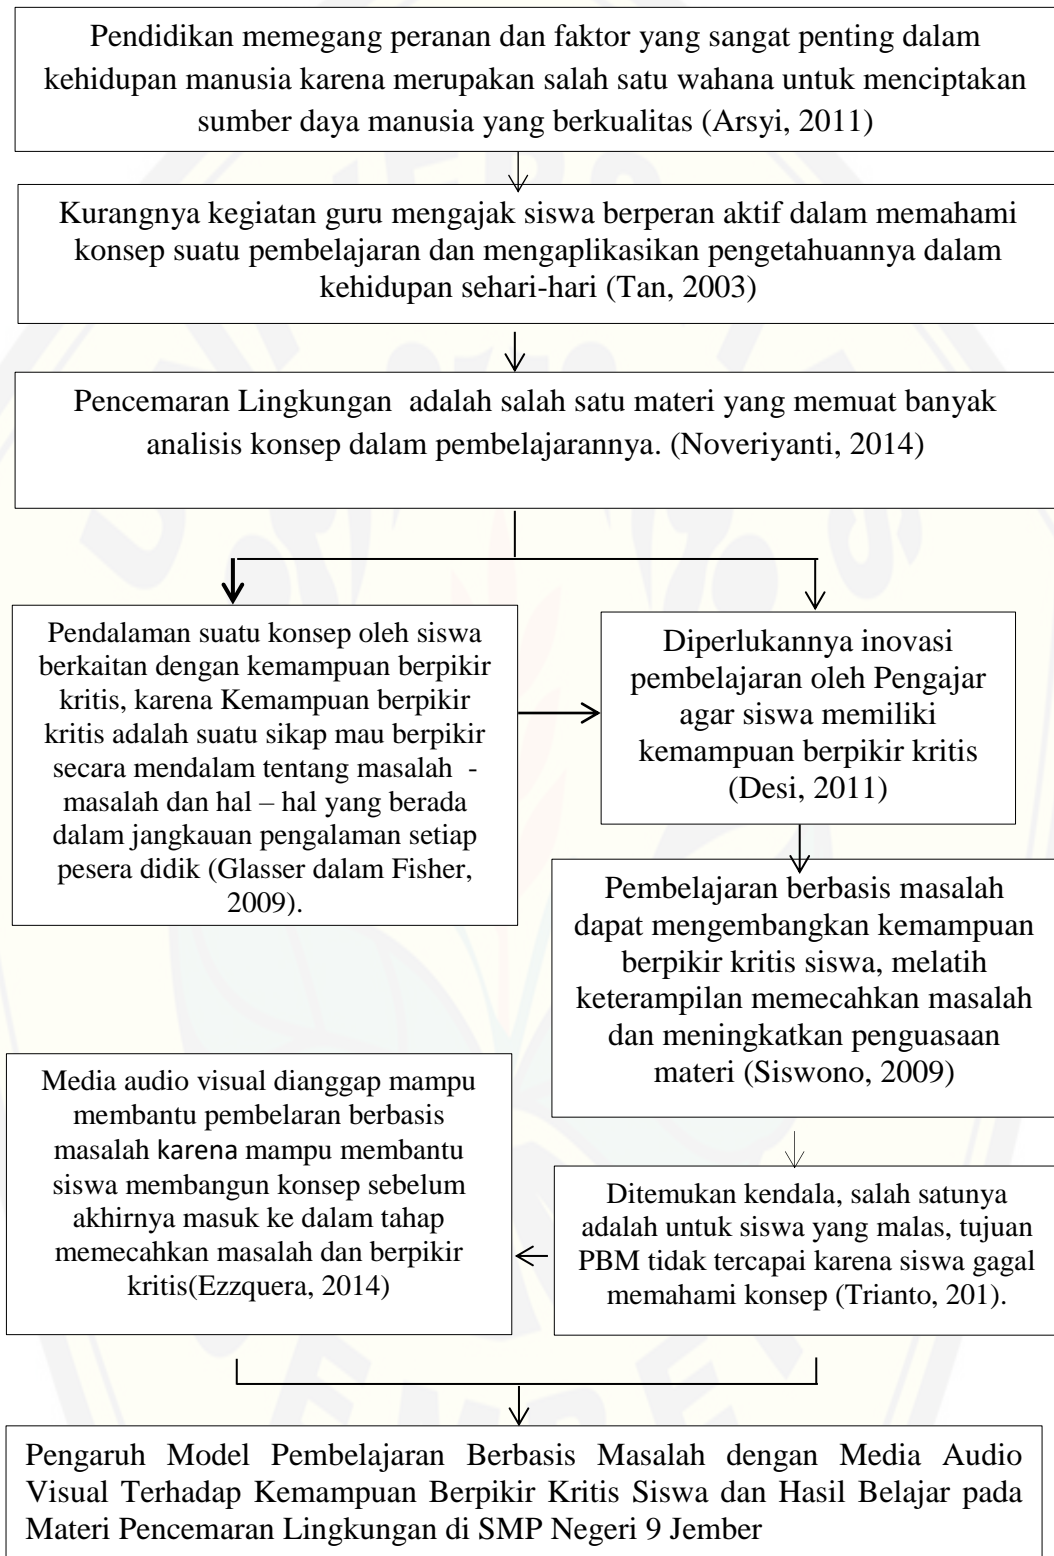 Pendidikan memegang peranan dan faktor yang sangat penting dalam
kehidupan manusia karena merupakan salah satu wahana untuk menciptakan
sumber daya manusia yang berkualitas (Arsyi, 2011)
Kurangnya kegiatan guru mengajak siswa berperan aktif dalam memahami
konsep suatu pembelajaran dan mengaplikasikan pengetahuannya dalam
kehidupan sehari-hari (Tan, 2003)
Pencemaran Lingkungan  adalah salah satu materi yang memuat banyak
analisis konsep dalam pembelajarannya. (Noveriyanti, 2014)
Pendalaman suatu konsep oleh siswa
berkaitan dengan kemampuan berpikir
kritis, karena Kemampuan berpikir
kritis adalah suatu sikap mau berpikir
secara mendalam tentang masalah  -
masalah dan hal – hal yang berada
dalam jangkauan pengalaman setiap
pesera didik (Glasser dalam Fisher,
2009).
Diperlukannya inovasi
pembelajaran oleh Pengajar
agar siswa memiliki
kemampuan berpikir kritis
(Desi, 2011)
Pembelajaran berbasis masalah
dapat mengembangkan kemampuan
berpikir kritis siswa, melatih
keterampilan memecahkan masalah
dan meningkatkan penguasaan
materi (Siswono, 2009)
Ditemukan kendala, salah satunya
adalah untuk siswa yang malas, tujuan
PBM tidak tercapai karena siswa gagal
memahami konsep (Trianto, 201).
Media audio visual dianggap mampu
membantu pembelaran berbasis
masalah karena mampu membantu
siswa membangun konsep sebelum
akhirnya masuk ke dalam tahap
memecahkan masalah dan berpikir
kritis(Ezzquera, 2014)
Pengaruh Model Pembelajaran Berbasis Masalah dengan Media Audio
Visual Terhadap Kemampuan Berpikir Kritis Siswa dan Hasil Belajar pada
Materi Pencemaran Lingkungan di SMP Negeri 9 Jember